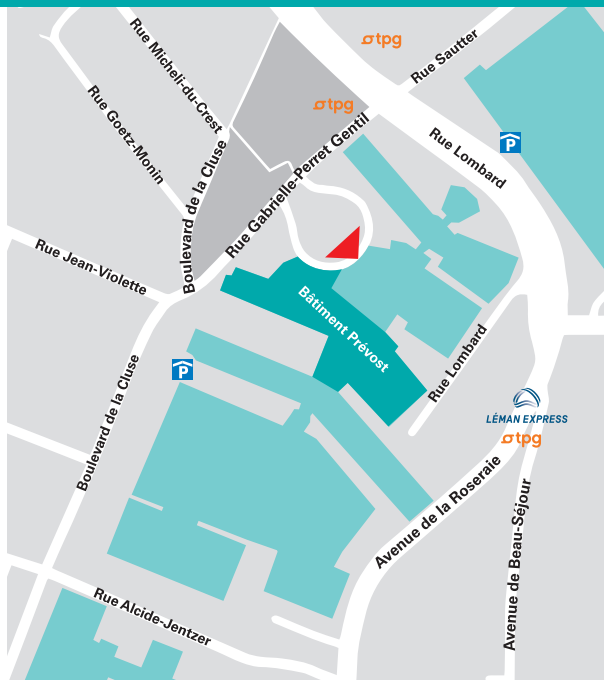 Rue Micheli-du-Crest
tpg
Rue Sautter
Rue Goetz-Monin
tpg
Rue Gabrielle-Perret Gentil
Rue Lombard
P
Boulevard de la Cluse
Rue Jean-Violette
Bâtiment Prévost
Rue Lombard
P
Boulevard de la Cluse
LÉMAN EXPRESS
tpg
Avenue de la Roseraie
Avenue de Beau-Séjour
Rue Alcide-Jentzer